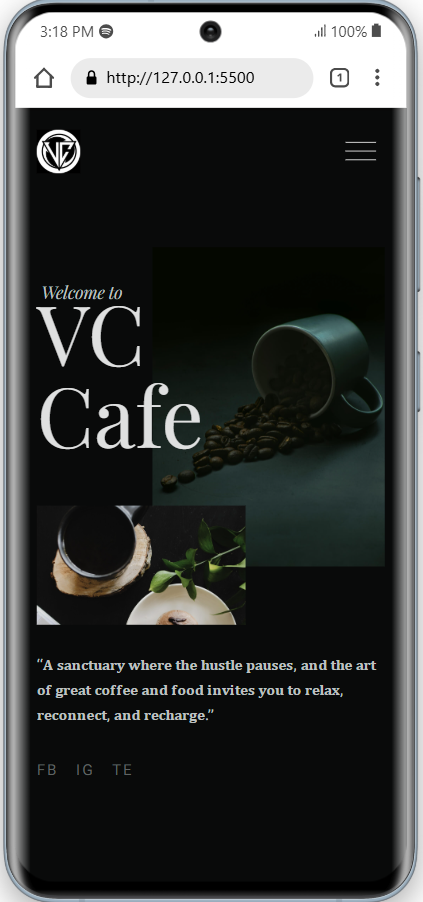 3:18 PM
100%
http://127.0.0.1:5500
1
VC
Welcome to
VC
Cafe
“A sanctuary where the hustle pauses, and the art
of great coffee and food invites you to relax,
reconnect, and recharge.”
FB IG TE